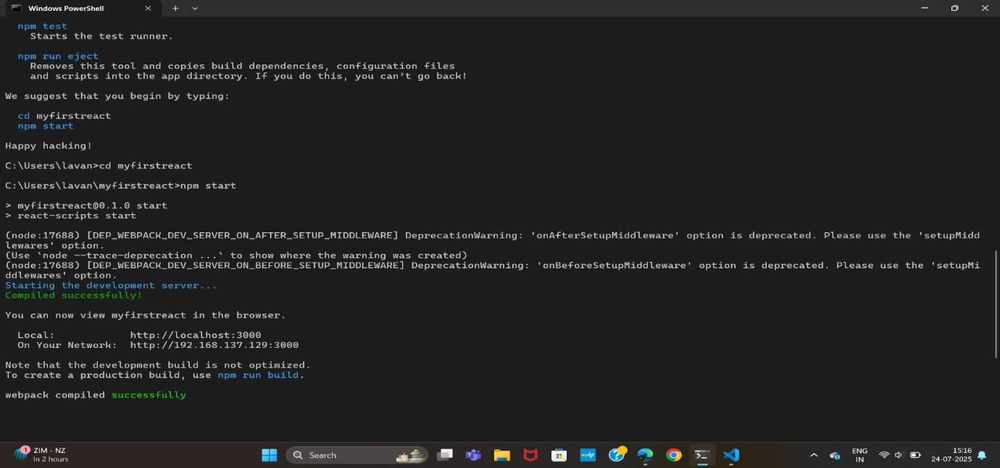 Windows PowerShell
npm test
Starts the test runner.
npm run eject
Removes this tool and copies build dependencies, configuration files
and scripts into the app directory. If you do this, you can't go back!
We suggest that you begin by typing:
cd myfirstreact
npm start
Happy hacking!
C:\Users\lavan>cd myfirstreact
C:\Users\lavan\myfirstreact>npm start
> myfirstreact@0.1.0 start
> react-scripts start
(node:17688) [DEP_WEBPACK_DEV_SERVER_ON_AFTER_SETUP_MIDDLEWARE] DeprecationWarning: 'onAfterSetupMiddleware' option is deprecated. Please use the 'setupMidd
lewares' option.
(Use `node --trace-deprecation ...` to show where the warning was created)
(node:17688) [DEP_WEBPACK_DEV_SERVER_ON_BEFORE_SETUP_MIDDLEWARE] DeprecationWarning: 'onBeforeSetupMiddleware' option is deprecated. Please use the 'setupMi
ddlewares' option.
Starting the development server...
Compiled successfully!
You can now view myfirstreact in the browser.
Local: http://localhost:3000
On Your Network: http://192.168.137.129:3000
Note that the development build is not optimized.
To create a production build, use npm run build.
webpack compiled successfully
1
ZIM - NZ
In 2 hours
Search
myhp
ENG
IN
15:16
24-07-2025